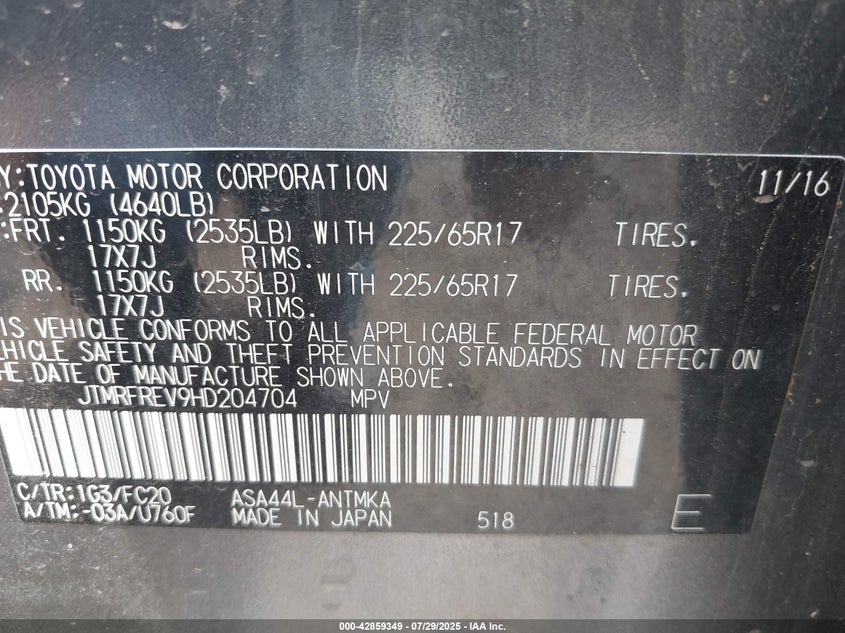 Y:TOYOTA MOTOR CORPORATION 11/16
:2105KG (4640LB)
:FRT. 1150KG (2535LB) WITH 225/65R17 TIRES.
17X7J RIMS.
RR. 1150KG (2535LB) WITH 225/65R17 TIRES.
17X7J RIMS.
IS VEHICLE CONFORMS TO ALL APPLICABLE FEDERAL MOTOR
EHICLE SAFETY AND THEFT PREVENTION STANDARDS IN EFFECT ON
HE DATE OF MANUFACTURE SHOWN ABOVE.
JTMRFREV9HD204704 MPV
C/TR:1G3/FC20 ASA44L-ANTMKA
A/TM:-03A/U760F MADE IN JAPAN 518 E
000-42859349 - 07/29/2025 - IAA Inc.